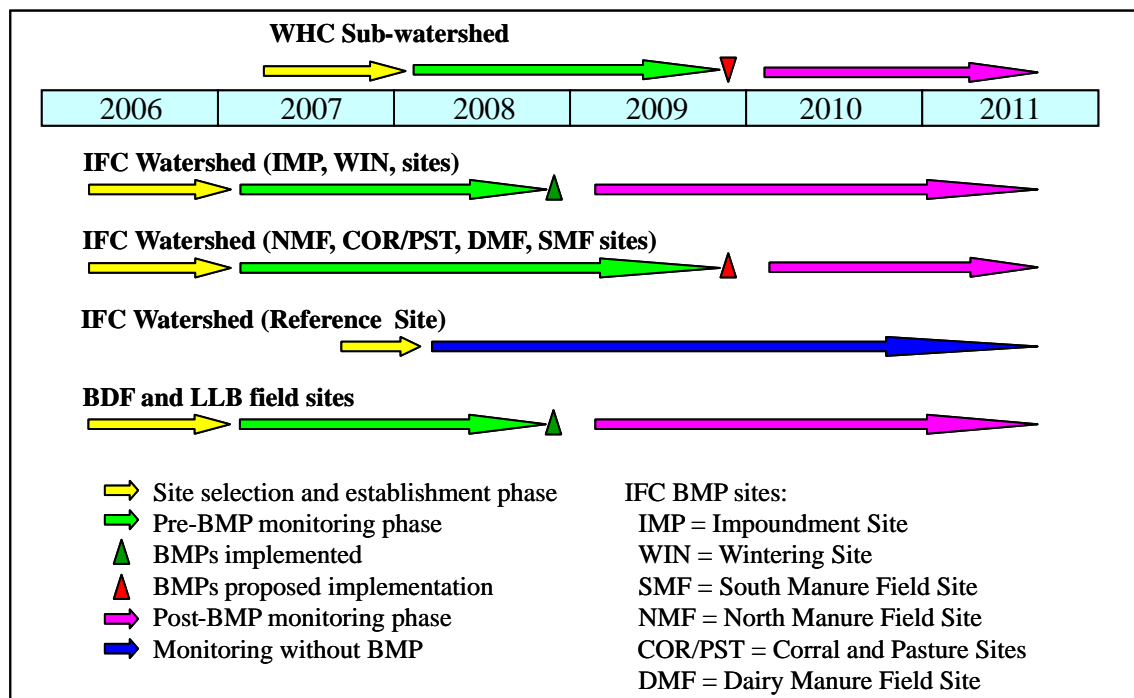 WHC Sub-watershed
2006 2007 2008 2009 2010 2011
IFC Watershed (IMP, WIN, sites)
IFC Watershed (NMF, COR/PST, DMF, SMF sites)
IFC Watershed (Reference Site)
BDF and LLB field sites
Site selection and establishment phase
Pre-BMP monitoring phase
BMPs implemented
BMPs proposed implementation
Post-BMP monitoring phase
Monitoring without BMP
IFC BMP sites:
IMP = Impoundment Site
WIN = Wintering Site
SMF = South Manure Field Site
NMF = North Manure Field Site
COR/PST = Corral and Pasture Sites
DMF = Dairy Manure Field Site